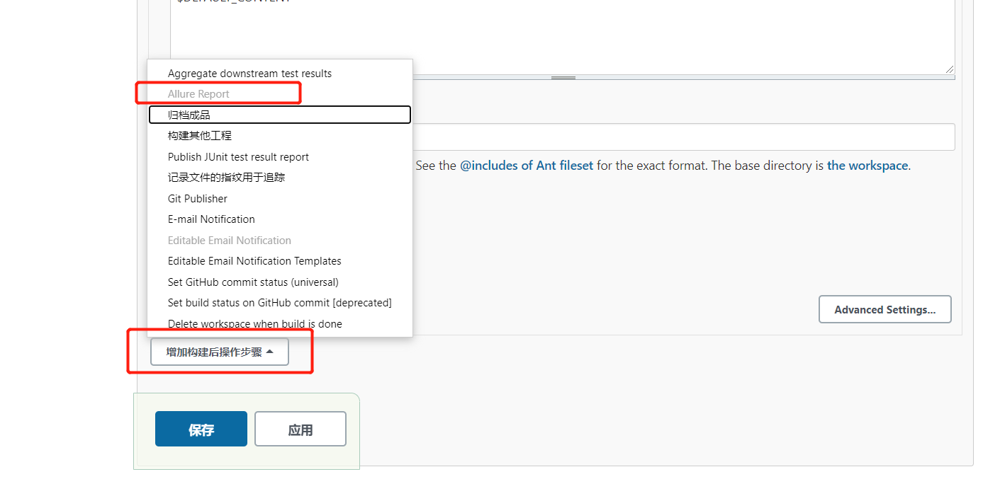 $DEFAULT_CONTENT
Aggregate downstream test results
Allure Report
归档成品
构建其他工程
Publish JUnit test result report
See the @includes of Ant fileset for the exact format. The base directory is the workspace.
记录文件的指纹用于追踪
Git Publisher
E-mail Notification
Editable Email Notification
Editable Email Notification Templates
Set GitHub commit status (universal)
Set build status on GitHub commit [deprecated]
Advanced Settings...
Delete workspace when build is done
增加构建后操作步骤
保存
应用